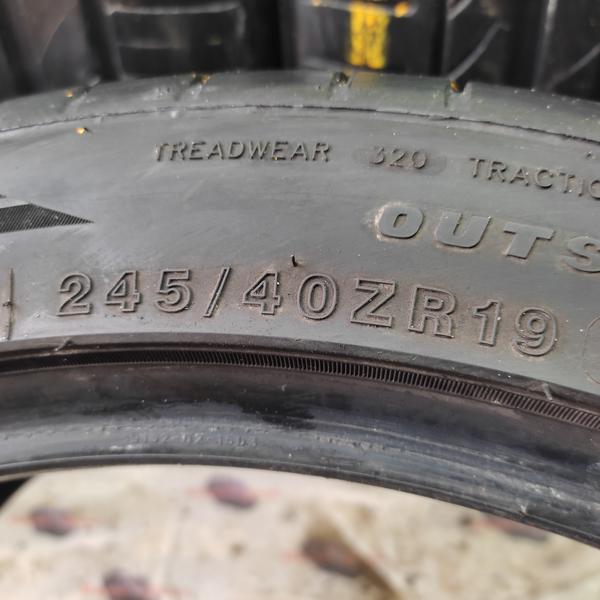 TREADWEAR 320 TRACTIO
OUTS
245/40ZR19